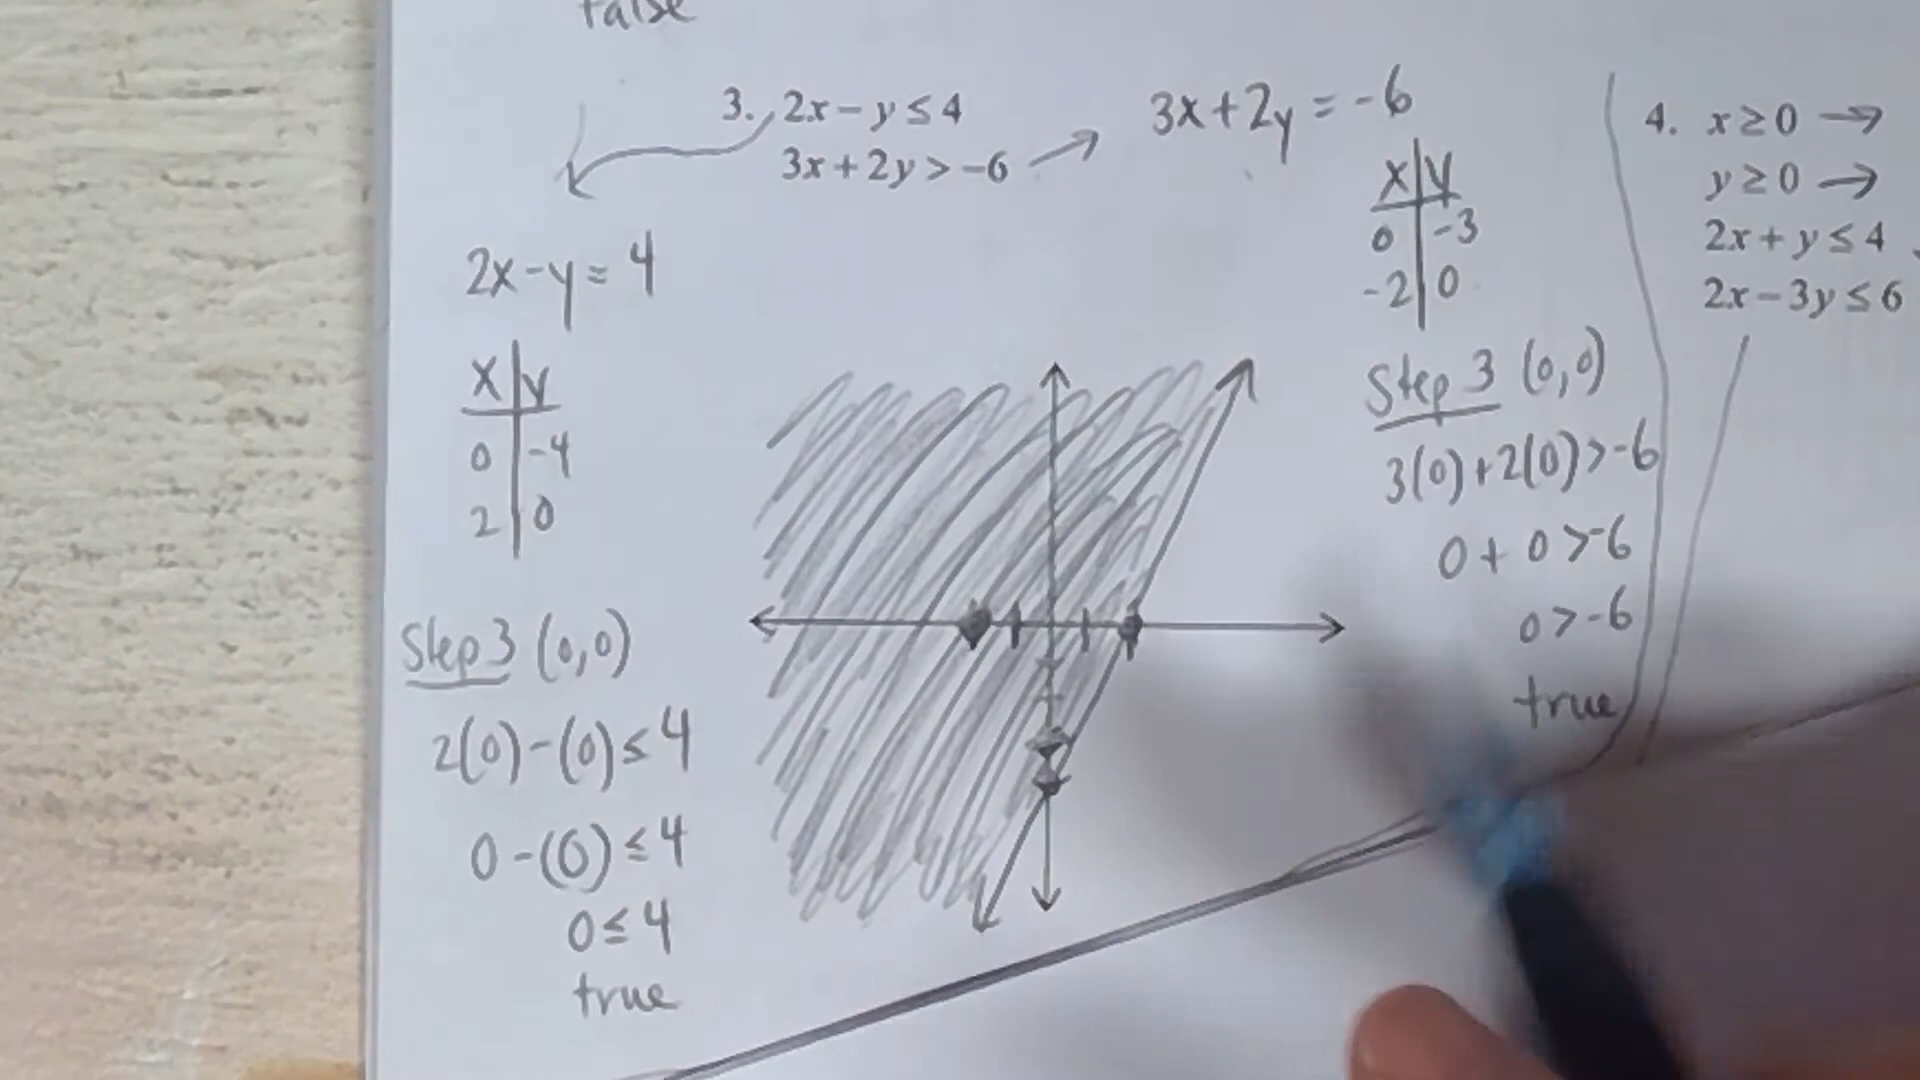 false
3. 2x − y ≤ 4
3x + 2y > −6
3x + 2y = -6
x | y
0 | -3
-2 | 0
2x - y = 4
x | y
0 | -4
2 | 0
Step 3 (0,0)
2(0) - (0) ≤ 4
0 - (0) ≤ 4
0 ≤ 4
true
Step 3 (0,0)
3(0) + 2(0) > -6
0 + 0 > -6
0 > -6
true
4. x ≥ 0 →
y ≥ 0 →
2x + y ≤ 4
2x − 3y ≤ 6